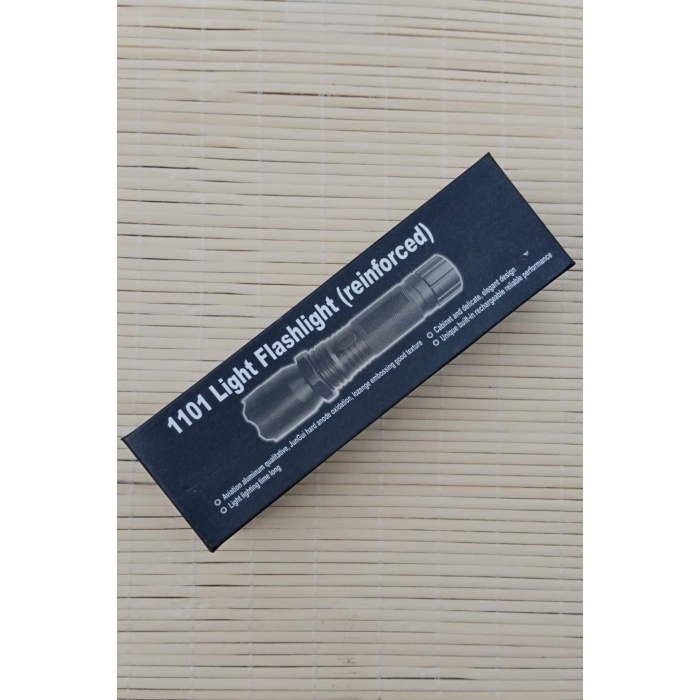 1101 Light Flashlight (reinforced)
Aviation aluminum qualitative, JunGui hard anode oxidation, lozenge embossing good texture
Light lighting time long
Cabinet and delicate, elegant design
Unique built-in rechargeable reliable performance